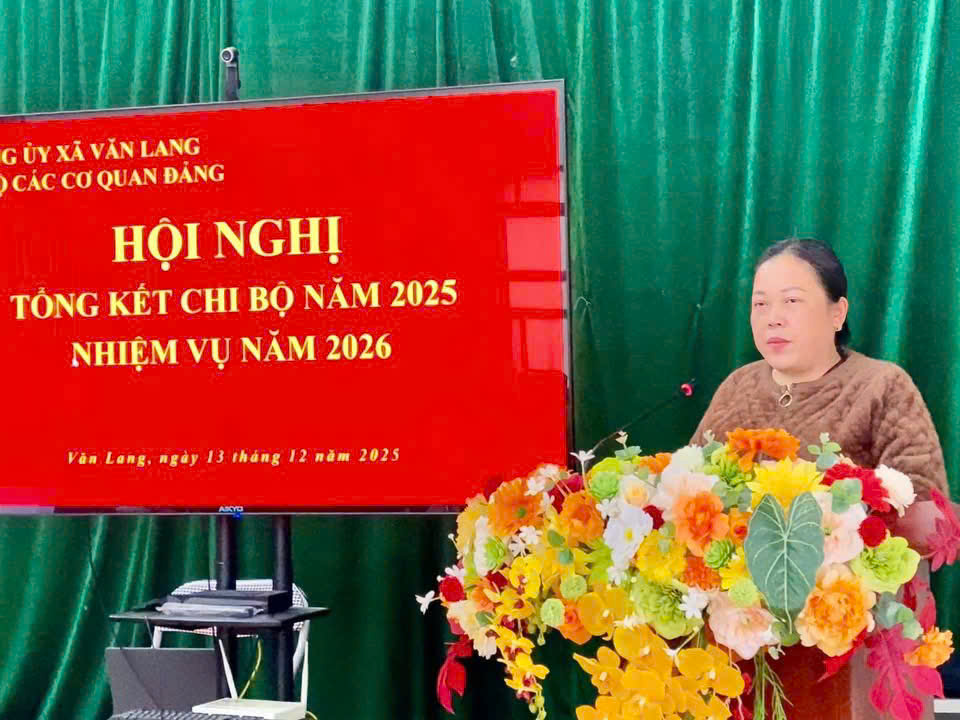 NG ỦY XÃ VĂN LANG
Ộ CÁC CƠ QUAN ĐẢNG
HỘI NGHỊ
TỔNG KẾT CHI BỘ NĂM 2025
NHIỆM VỤ NĂM 2026
Văn Lang, ngày 13 tháng 12 năm 2025